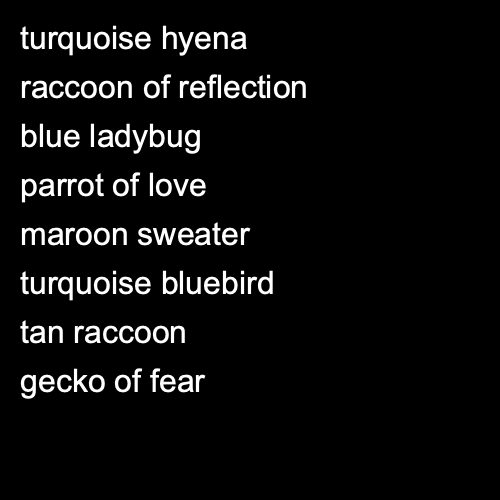 turquoise hyena
raccoon of reflection
blue ladybug
parrot of love
maroon sweater
turquoise bluebird
tan raccoon
gecko of fear